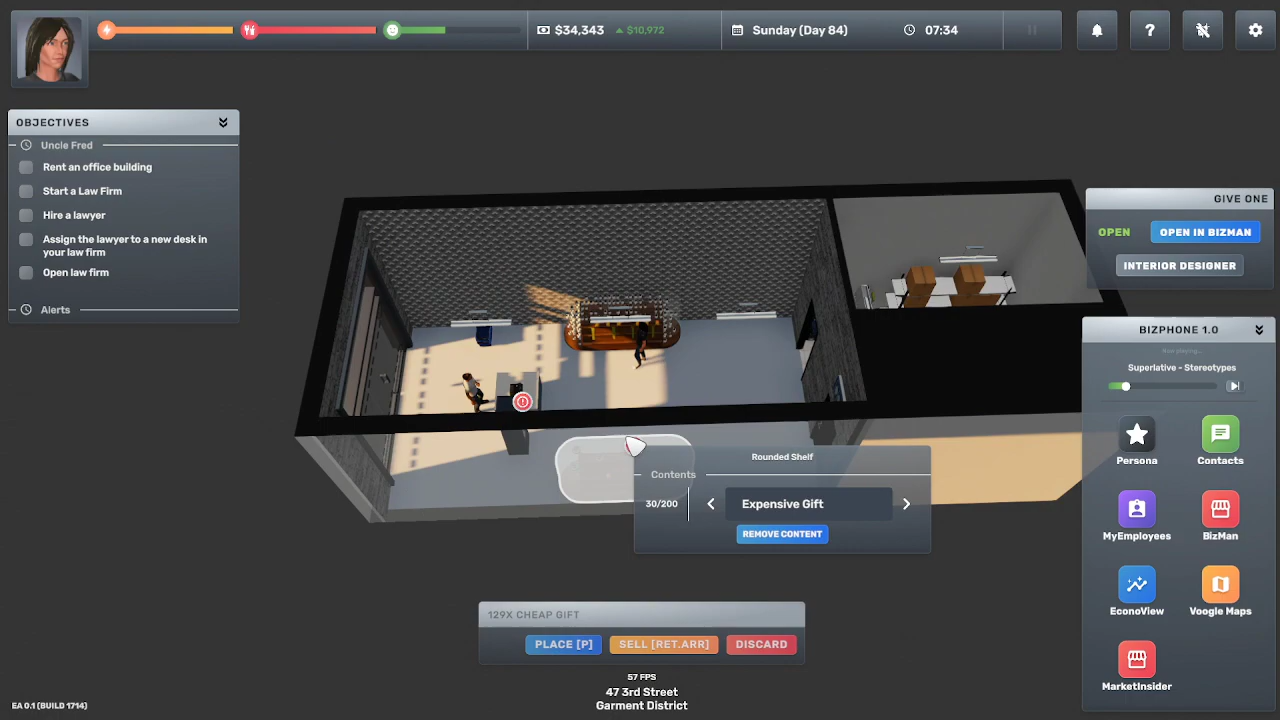 $34,343
$10,972
Sunday (Day 84)
07:34
?
OBJECTIVES
Uncle Fred
Rent an office building
Start a Law Firm
Hire a lawyer
Assign the lawyer to a new desk in
your law firm
Open law firm
Alerts
GIVE ONE
OPEN
OPEN IN BIZMAN
INTERIOR DESIGNER
BIZPHONE 1.0
Now playing...
Superlative - Stereotypes
Persona
Contacts
MyEmployees
BizMan
EconoView
Voogle Maps
MarketInsider
Rounded Shelf
Contents
30/200
Expensive Gift
REMOVE CONTENT
129X CHEAP GIFT
PLACE [P]
SELL [RET.ARR]
DISCARD
57 FPS
47 3rd Street
Garment District
EA 0.1 (BUILD 1714)